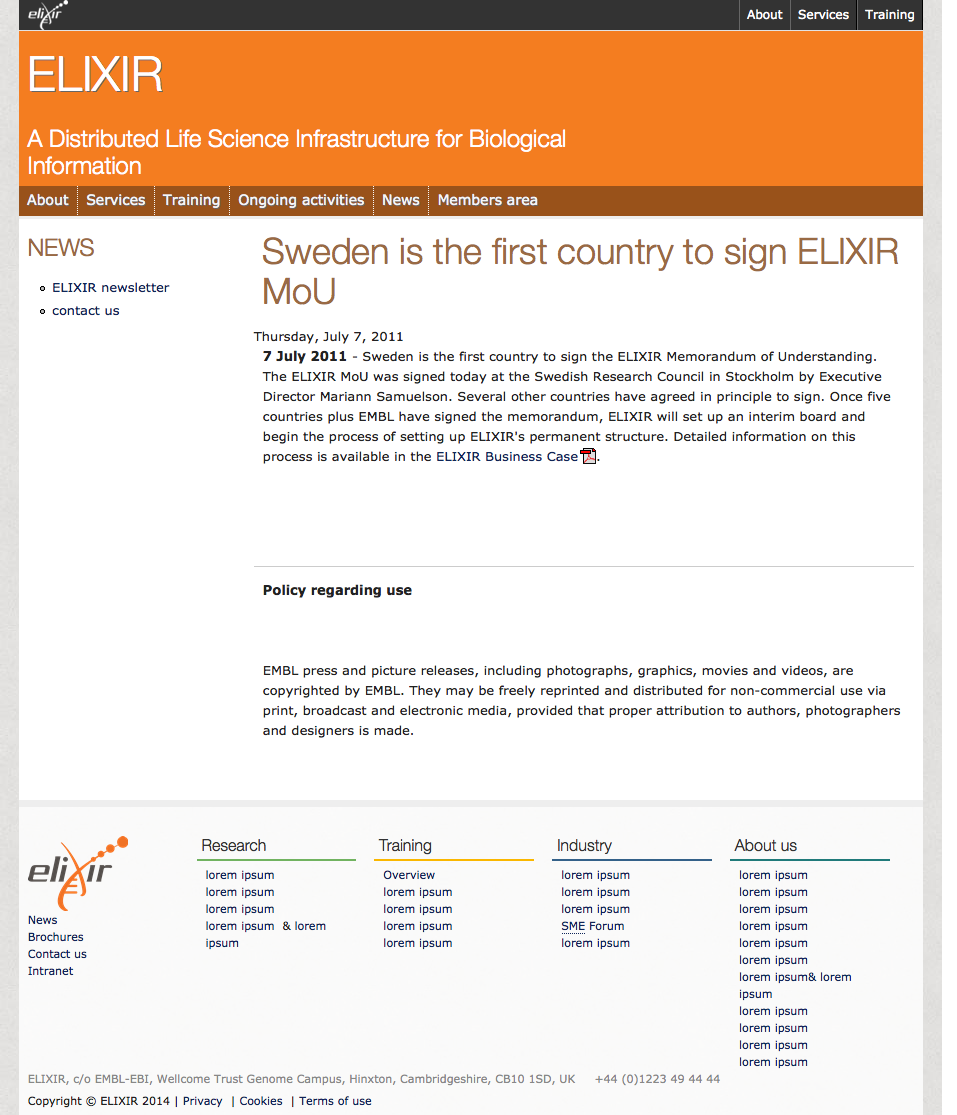 elixir
About Services Training
ELIXIR
A Distributed Life Science Infrastructure for Biological
Information
About Services Training Ongoing activities News Members area
NEWS
ELIXIR newsletter
contact us
Sweden is the first country to sign ELIXIR
MoU
Thursday, July 7, 2011
7 July 2011 - Sweden is the first country to sign the ELIXIR Memorandum of Understanding.
The ELIXIR MoU was signed today at the Swedish Research Council in Stockholm by Executive
Director Mariann Samuelson. Several other countries have agreed in principle to sign. Once five
countries plus EMBL have signed the memorandum, ELIXIR will set up an interim board and
begin the process of setting up ELIXIR's permanent structure. Detailed information on this
process is available in the ELIXIR Business Case .
Policy regarding use
EMBL press and picture releases, including photographs, graphics, movies and videos, are
copyrighted by EMBL. They may be freely reprinted and distributed for non-commercial use via
print, broadcast and electronic media, provided that proper attribution to authors, photographers
and designers is made.
elixir
News
Brochures
Contact us
Intranet
Research
lorem ipsum
lorem ipsum
lorem ipsum
lorem ipsum & lorem
ipsum
Training
Overview
lorem ipsum
lorem ipsum
lorem ipsum
lorem ipsum
Industry
lorem ipsum
lorem ipsum
lorem ipsum
SME Forum
lorem ipsum
About us
lorem ipsum
lorem ipsum
lorem ipsum
lorem ipsum
lorem ipsum
lorem ipsum
lorem ipsum& lorem
ipsum
lorem ipsum
lorem ipsum
lorem ipsum
lorem ipsum
ELIXIR, c/o EMBL-EBI, Wellcome Trust Genome Campus, Hinxton, Cambridgeshire, CB10 1SD, UK +44 (0)1223 49 44 44
Copyright © ELIXIR 2014 | Privacy | Cookies | Terms of use